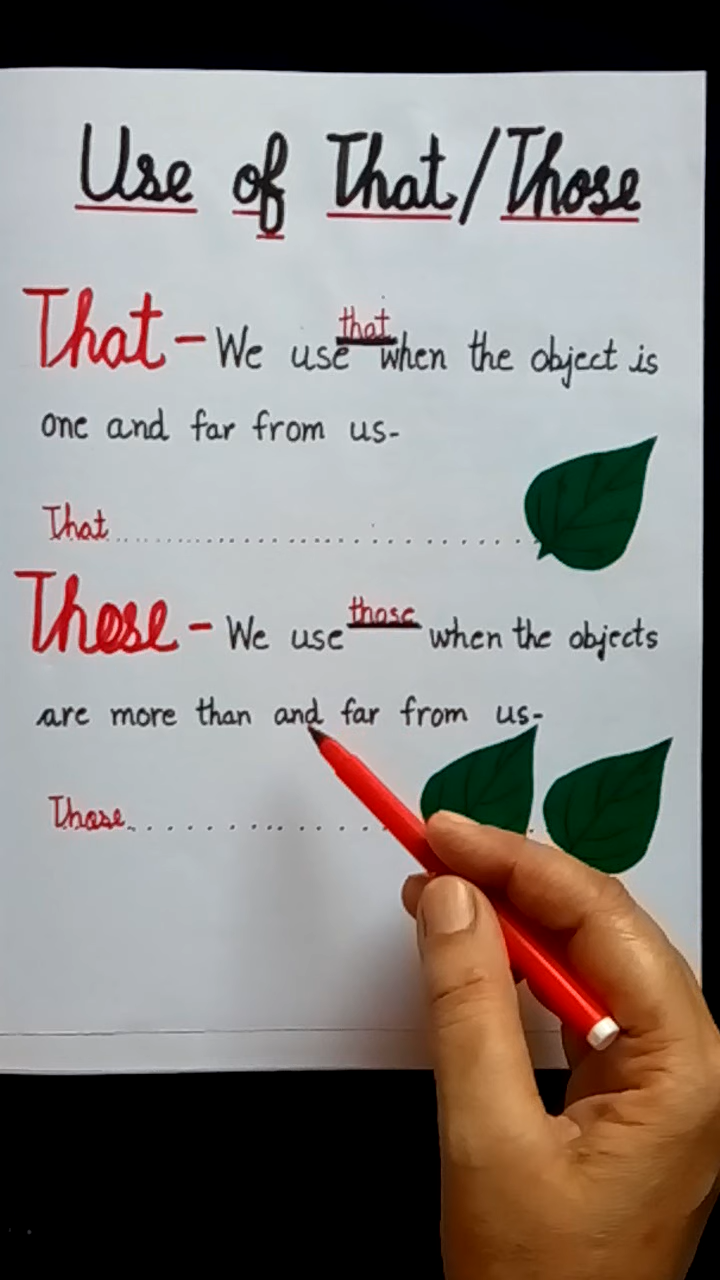 Use of That/Those
that
That - We use when the object is
one and far from us-
That
those
Those - We use when the objects
are more than and far from us-
Those